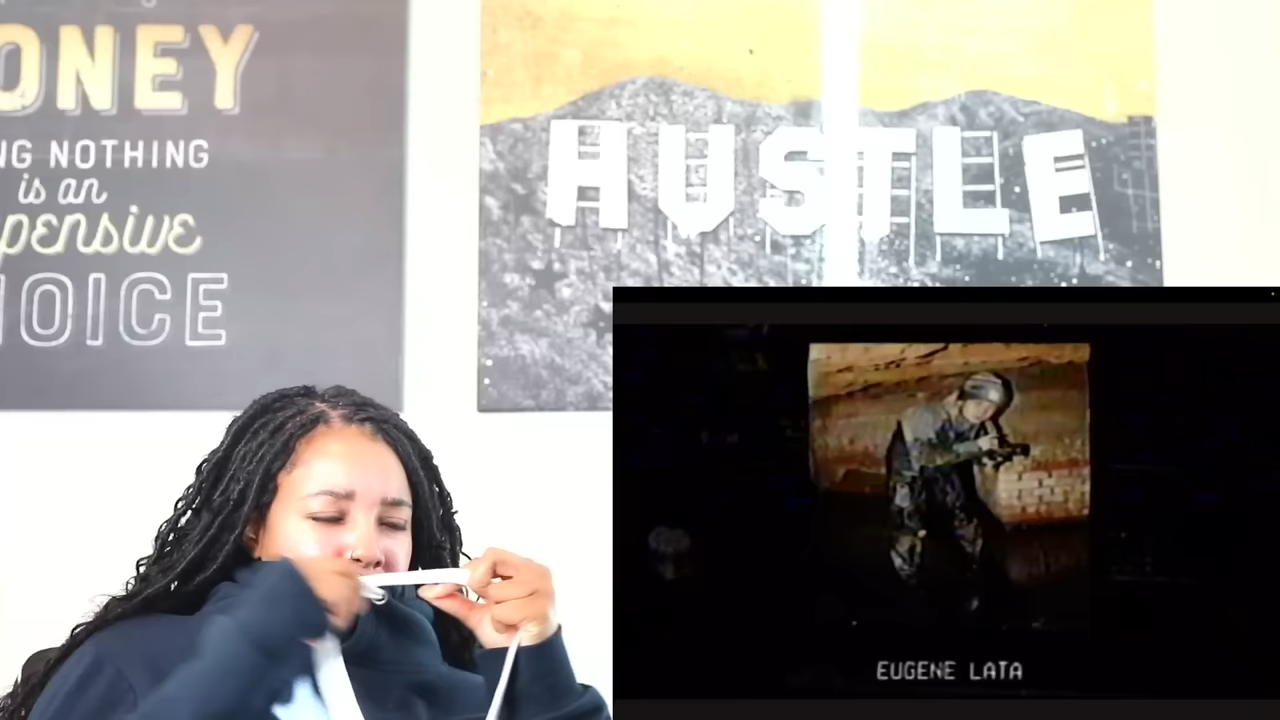 ONEY
NG NOTHING
is an
pensive
HOICE
HUSTLE
EUGENE LATA